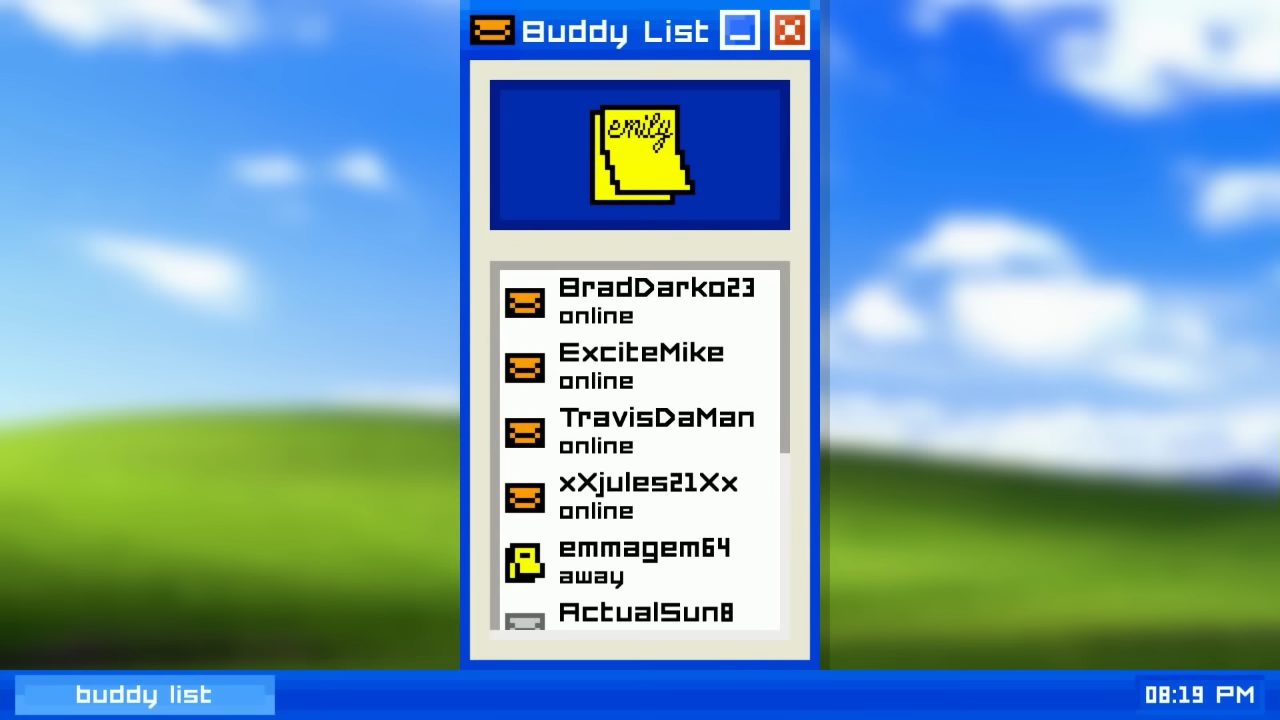 Buddy List
emily
BradDarko23
online
ExciteMike
online
TravisDaMan
online
xXjules21Xx
online
emmagem64
away
ActualSun8
buddy list
08:19 PM